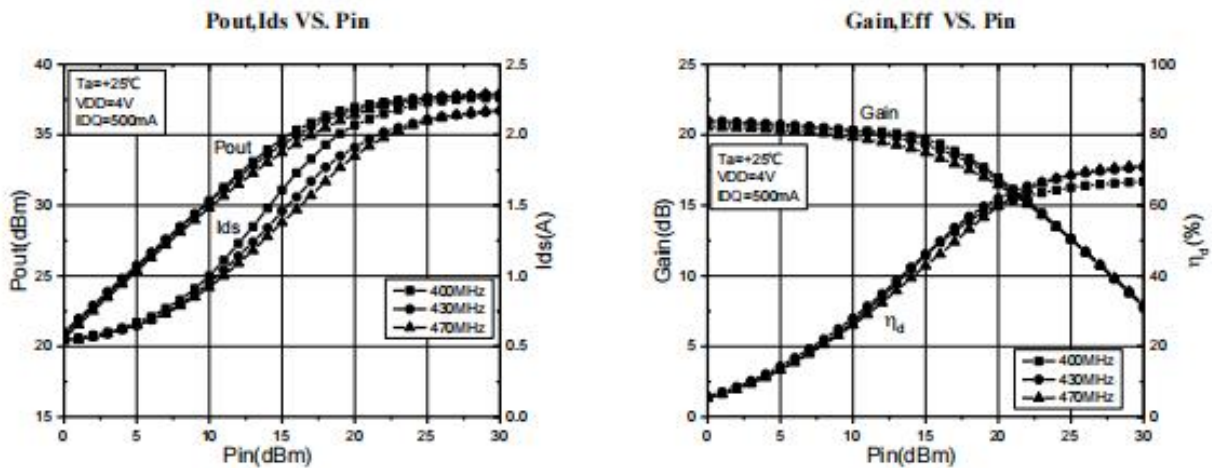 Pout,Ids VS. Pin
40
35
30
25
20
15
Pout(dBm)
Ta=+25℃
VDD=4V
IDQ=500mA
Pout
Ids
400MHz
430MHz
470MHz
2.5
2.0
1.5
1.0
0.5
0.0
Ids(A)
0 5 10 15 20 25 30
Pin(dBm)
Gain,Eff VS. Pin
25
20
15
10
5
0
Gain(dB)
Gain
Ta=+25℃
VDD=4V
IDQ=500mA
ηd
400MHz
430MHz
470MHz
100
80
60
40
20
0
ηd(%)
0 5 10 15 20 25 30
Pin(dBm)